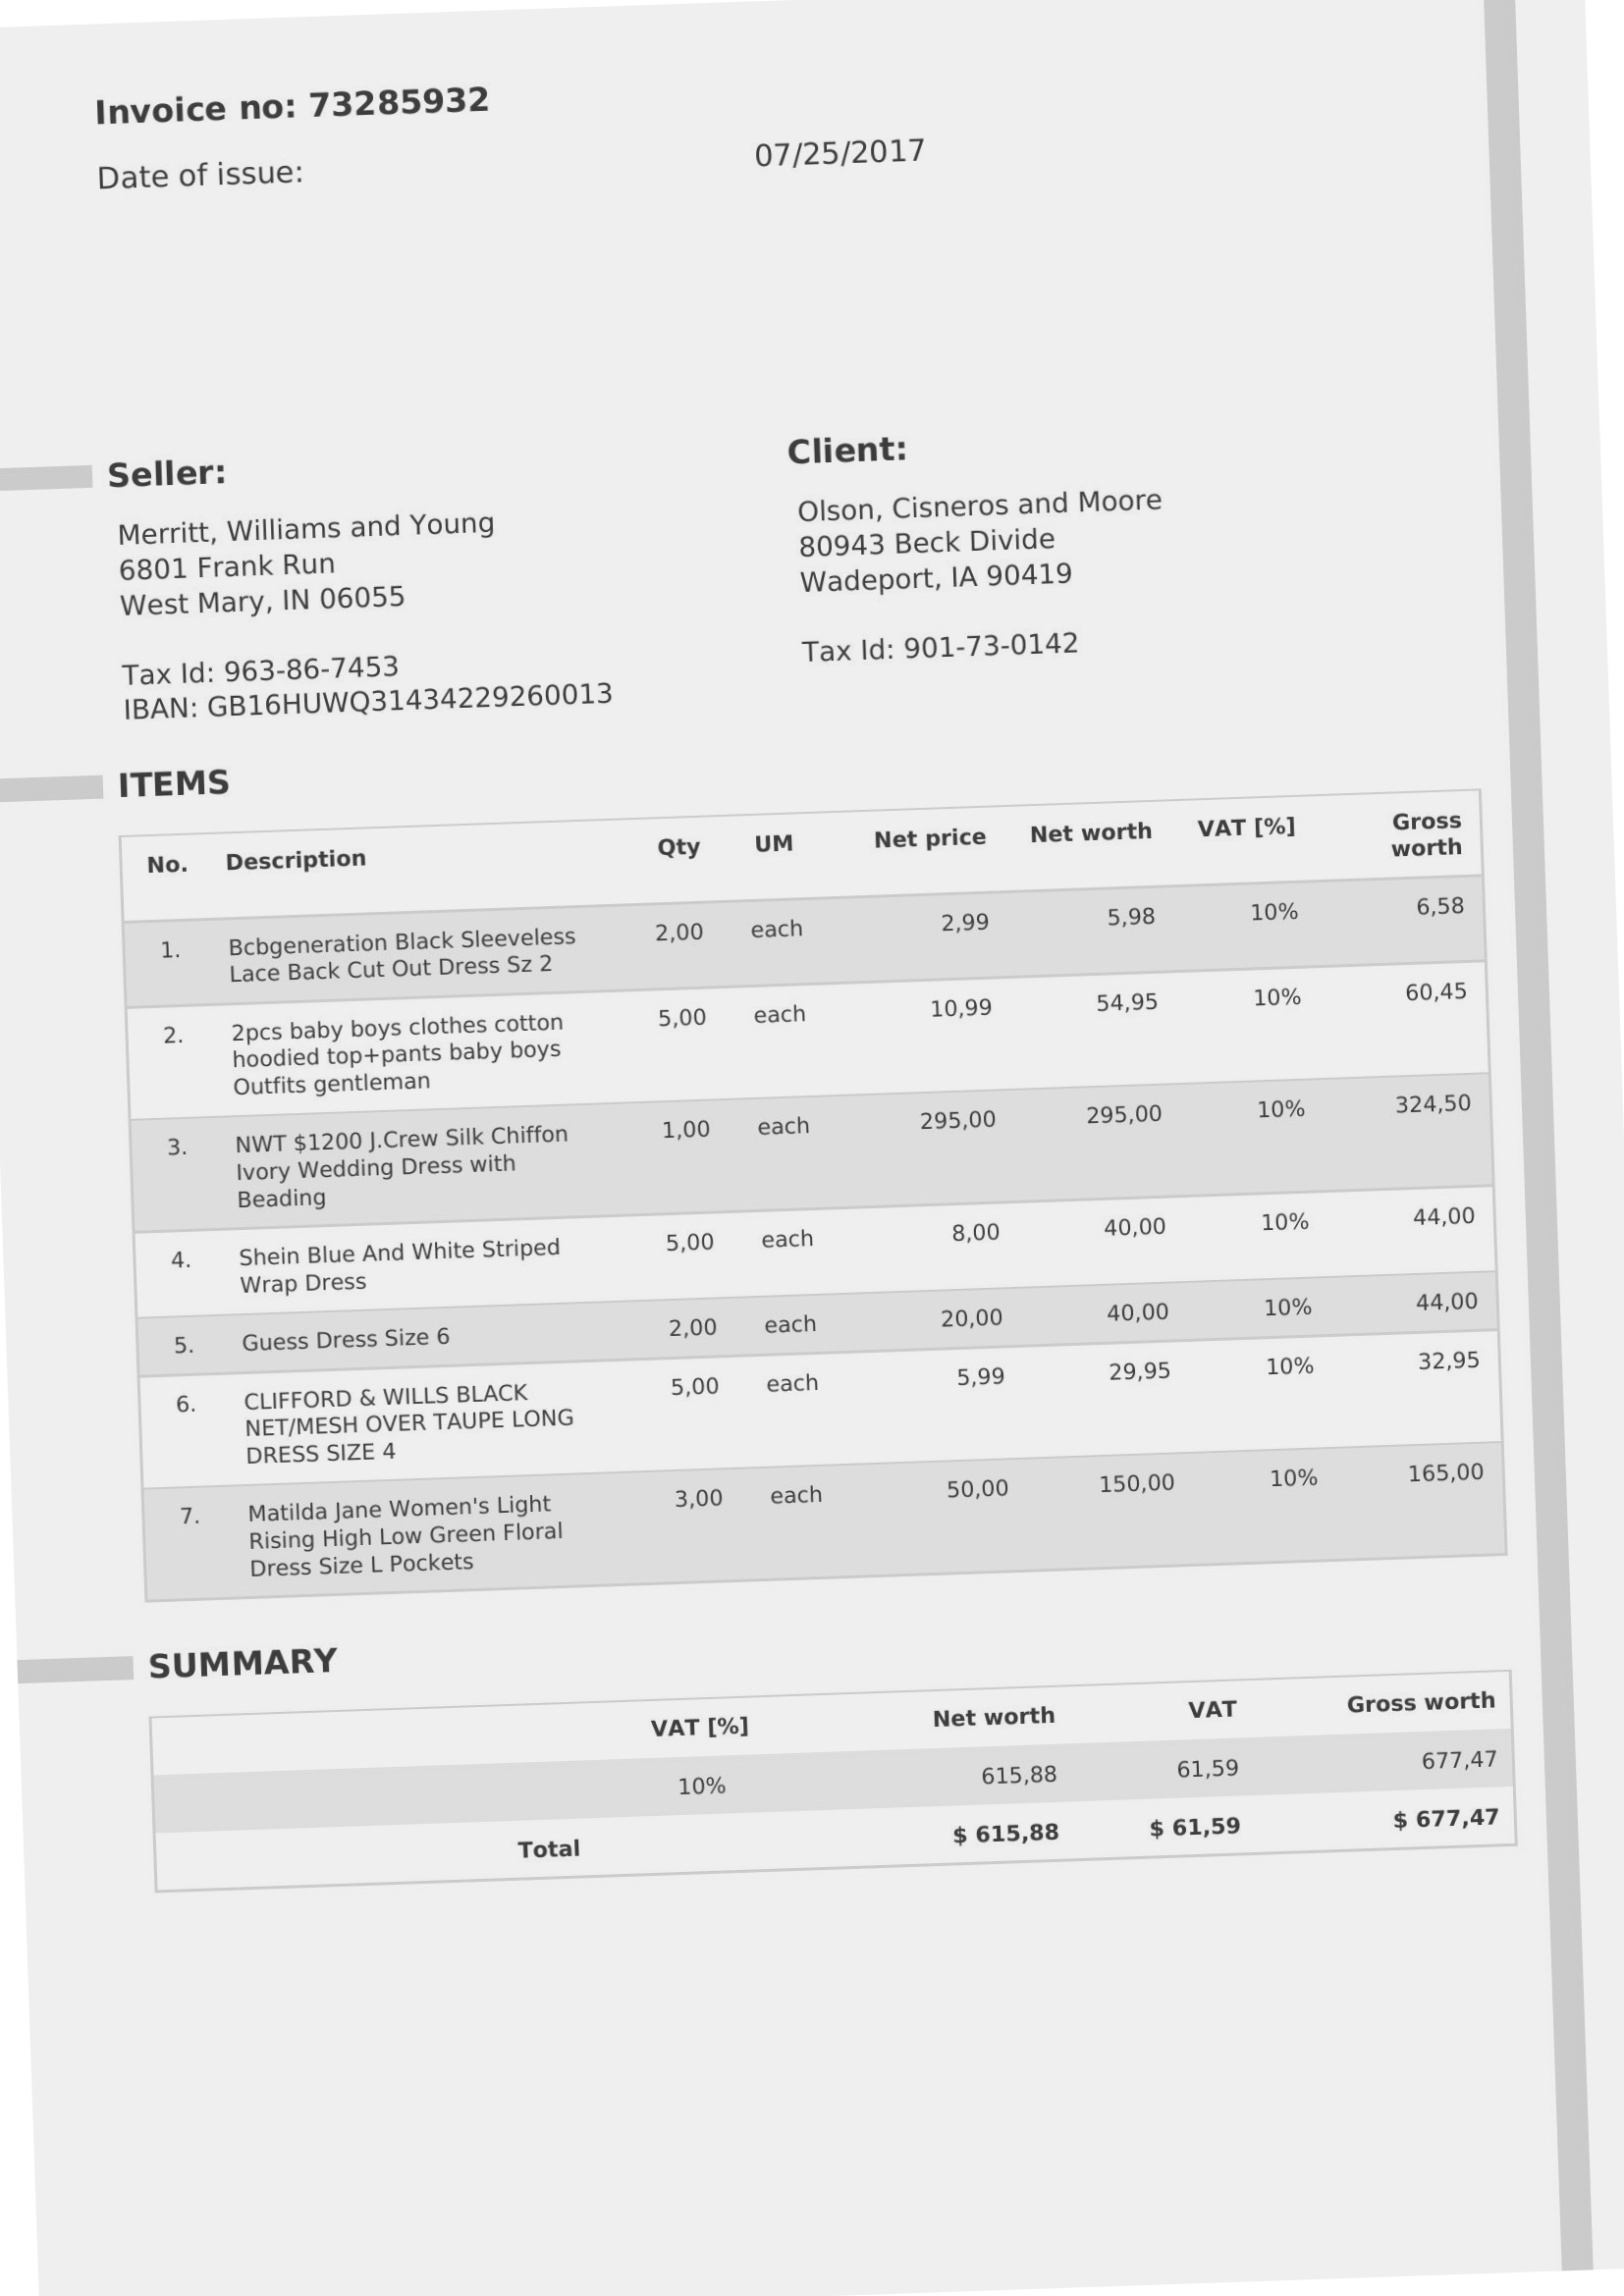 Invoice no: 73285932
Date of issue: 07/25/2017
Seller:
Merritt, Williams and Young
6801 Frank Run
West Mary, IN 06055
Tax Id: 963-86-7453
IBAN: GB16HUWQ31434229260013
Client:
Olson, Cisneros and Moore
80943 Beck Divide
Wadeport, IA 90419
Tax Id: 901-73-0142
ITEMS
No. Description Qty UM Net price Net worth VAT [%] Gross
worth
1. Bcbgeneration Black Sleeveless 2,00 each 2,99 5,98 10% 6,58
Lace Back Cut Out Dress Sz 2
2. 2pcs baby boys clothes cotton 5,00 each 10,99 54,95 10% 60,45
hoodied top+pants baby boys
Outfits gentleman
3. NWT $1200 J.Crew Silk Chiffon 1,00 each 295,00 295,00 10% 324,50
Ivory Wedding Dress with
Beading
4. Shein Blue And White Striped 5,00 each 8,00 40,00 10% 44,00
Wrap Dress
5. Guess Dress Size 6 2,00 each 20,00 40,00 10% 44,00
6. CLIFFORD & WILLS BLACK 5,00 each 5,99 29,95 10% 32,95
NET/MESH OVER TAUPE LONG
DRESS SIZE 4
7. Matilda Jane Women's Light 3,00 each 50,00 150,00 10% 165,00
Rising High Low Green Floral
Dress Size L Pockets
SUMMARY
VAT [%] Net worth VAT Gross worth
10% 615,88 61,59 677,47
Total $ 615,88 $ 61,59 $ 677,47